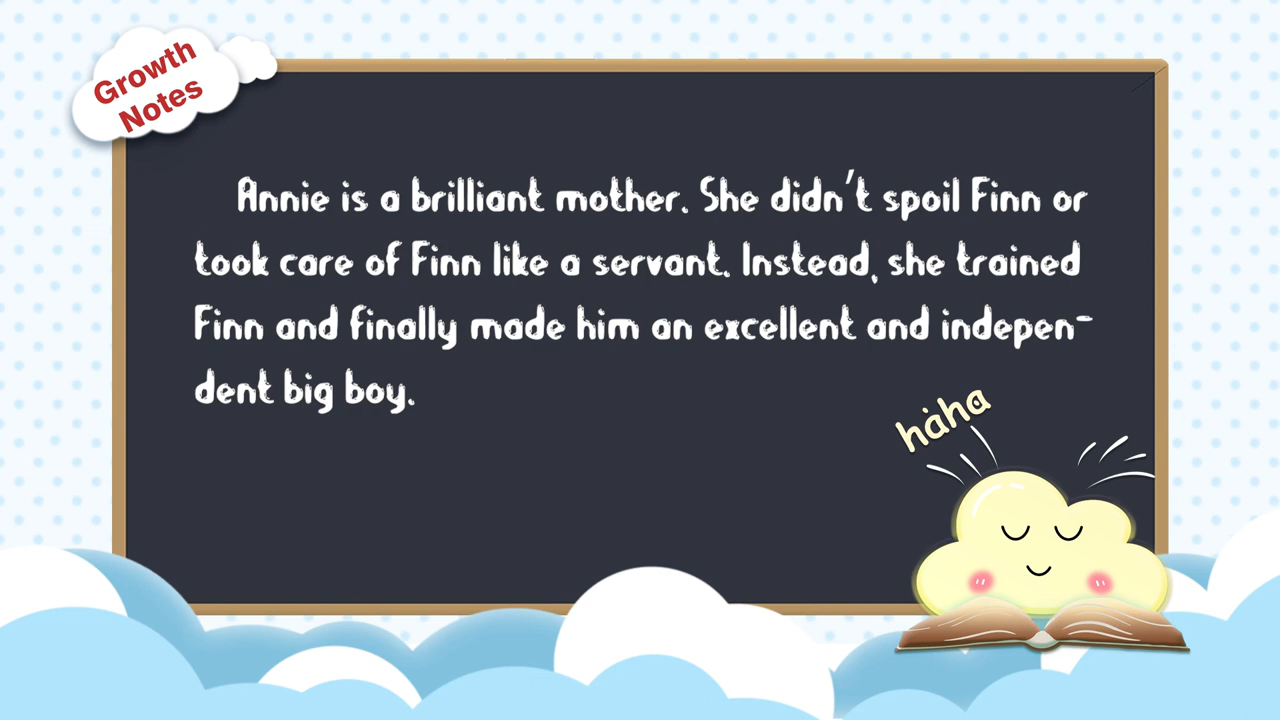 Growth
Notes
Annie is a brilliant mother. She didn't spoil Finn or
took care of Finn like a servant. Instead, she trained
Finn and finally made him an excellent and indepen-
dent big boy.
haha